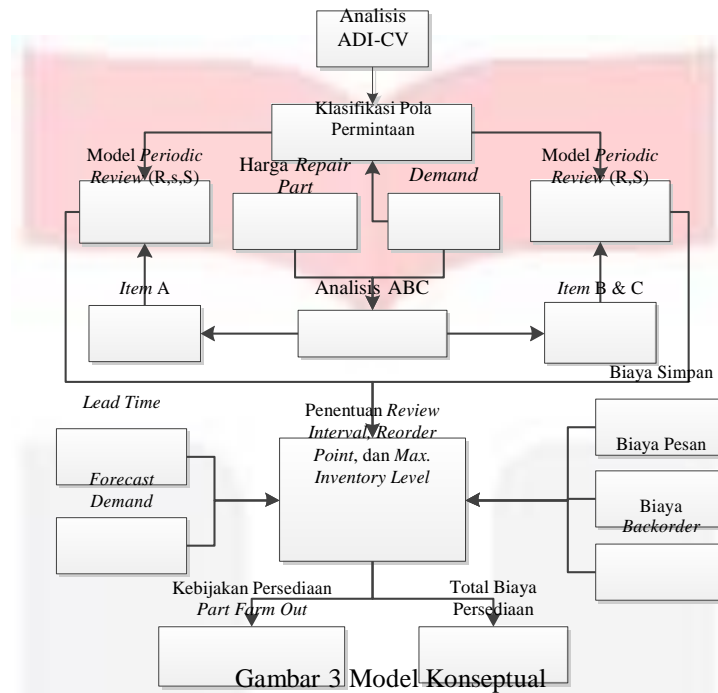 Analisis
ADI-CV
Klasifikasi Pola
Permintaan
Model Periodic
Review (R,s,S)
Harga Repair
Part
Demand
Model Periodic
Review (R,S)
Item A
Analisis ABC
Item B & C
Biaya Simpan
Lead Time
Penentuan Review
Interval, Reorder
Point, dan Max.
Inventory Level
Biaya Pesan
Forecast
Demand
Biaya
Backorder
Kebijakan Persediaan
Part Farm Out
Total Biaya
Persediaan
Gambar 3 Model Konseptual